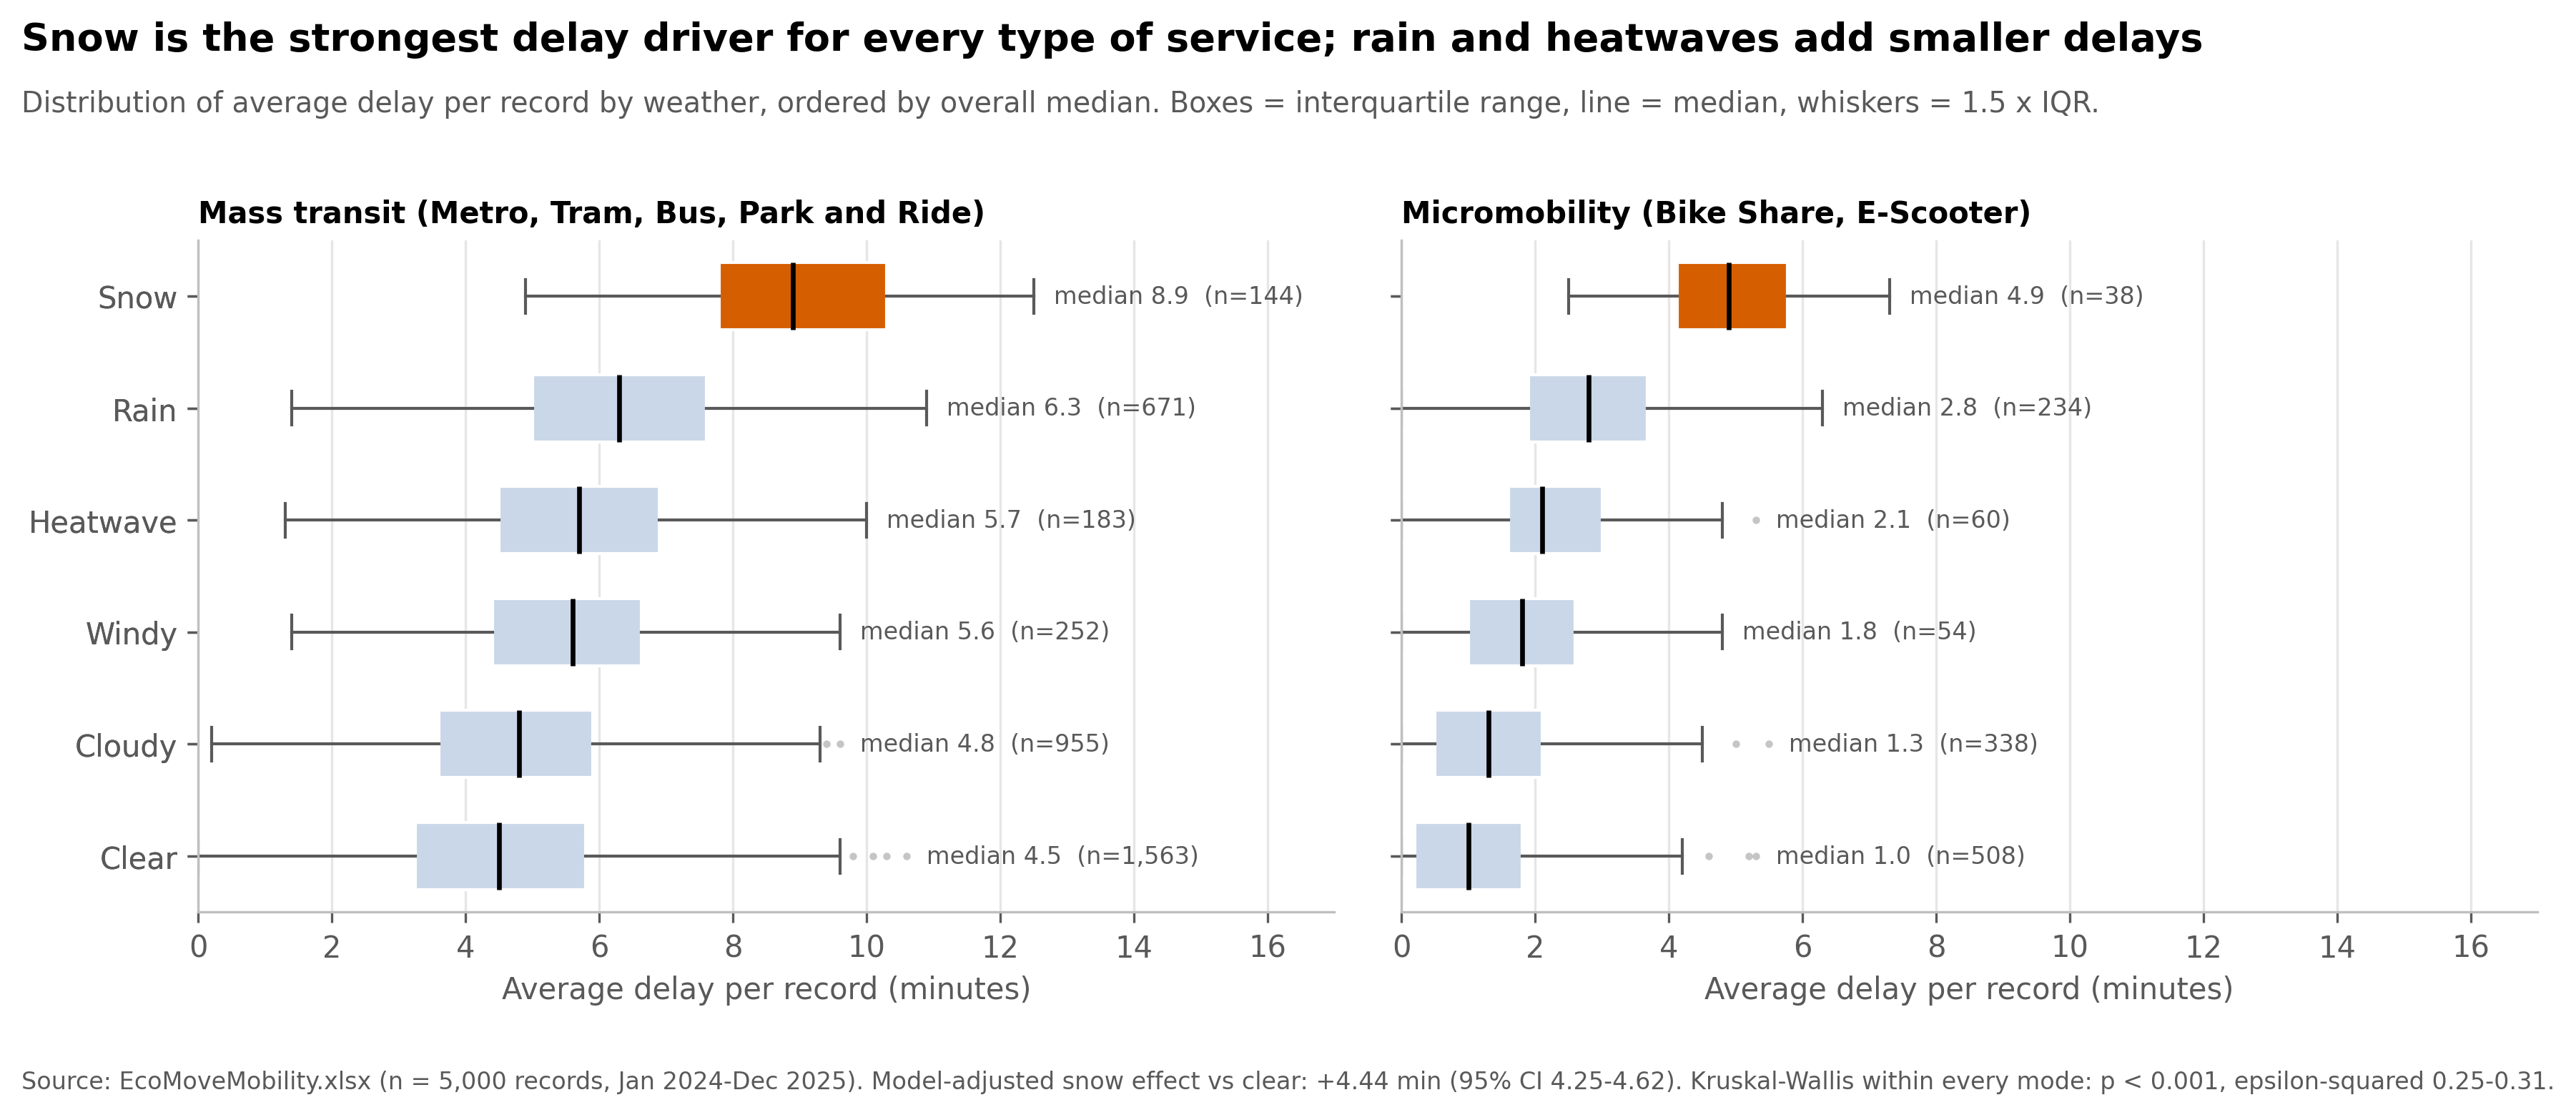 Snow is the strongest delay driver for every type of service; rain and heatwaves add smaller delays
Distribution of average delay per record by weather, ordered by overall median. Boxes = interquartile range, line = median, whiskers = 1.5 x IQR.
Mass transit (Metro, Tram, Bus, Park and Ride)
Snow
median 8.9 (n=144)
Rain
median 6.3 (n=671)
Heatwave
median 5.7 (n=183)
Windy
median 5.6 (n=252)
Cloudy
median 4.8 (n=955)
Clear
median 4.5 (n=1,563)
0 2 4 6 8 10 12 14 16
Average delay per record (minutes)
Micromobility (Bike Share, E-Scooter)
median 4.9 (n=38)
median 2.8 (n=234)
median 2.1 (n=60)
median 1.8 (n=54)
median 1.3 (n=338)
median 1.0 (n=508)
0 2 4 6 8 10 12 14 16
Average delay per record (minutes)
Source: EcoMoveMobility.xlsx (n = 5,000 records, Jan 2024-Dec 2025). Model-adjusted snow effect vs clear: +4.44 min (95% CI 4.25-4.62). Kruskal-Wallis within every mode: p < 0.001, epsilon-squared 0.25-0.31.